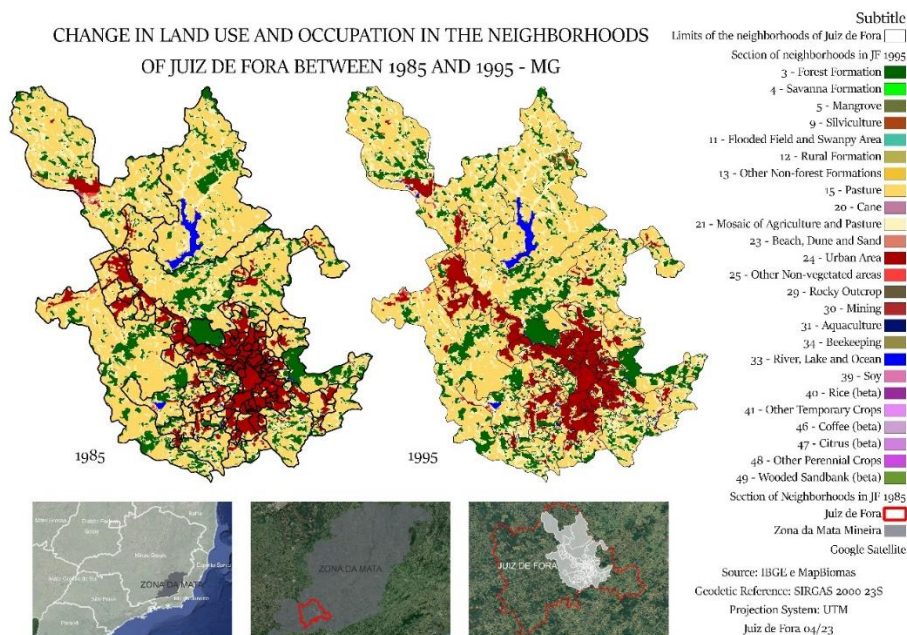 CHANGE IN LAND USE AND OCCUPATION IN THE NEIGHBORHOODS
OF JUIZ DE FORA BETWEEN 1985 AND 1995 - MG
1985
1995
Subtitle
Limits of the neighborhoods of Juiz de Fora
Section of neighborhoods in JF 1995
3 - Forest Formation
4 - Savanna Formation
5 - Mangrove
9 - Silviculture
11 - Flooded Field and Swanpy Area
12 - Rural Formation
13 - Other Non-forest Formations
15 - Pasture
20 - Cane
21 - Mosaic of Agriculture and Pasture
23 - Beach, Dune and Sand
24 - Urban Area
25 - Other Non-vegetated areas
29 - Rocky Outcrop
30 - Mining
31 - Aquaculture
34 - Beekeeping
33 - River, Lake and Ocean
39 - Soy
40 - Rice (beta)
41 - Other Temporary Crops
46 - Coffee (beta)
47 - Citrus (beta)
48 - Other Perennial Crops
49 - Wooded Sandbank (beta)
Section of Neighborhoods in JF 1985
Juiz de Fora
Zona da Mata Mineira
Google Satellite
Source: IBGE e MapBiomas
Geodetic Reference: SIRGAS 2000 23S
Projection System: UTM
Juiz de Fora 04/23
Bahia
Minas Gerais
ZONA DA MATA
São Paulo
Paraná
ZONA DA MATA
JUIZ DE FORA